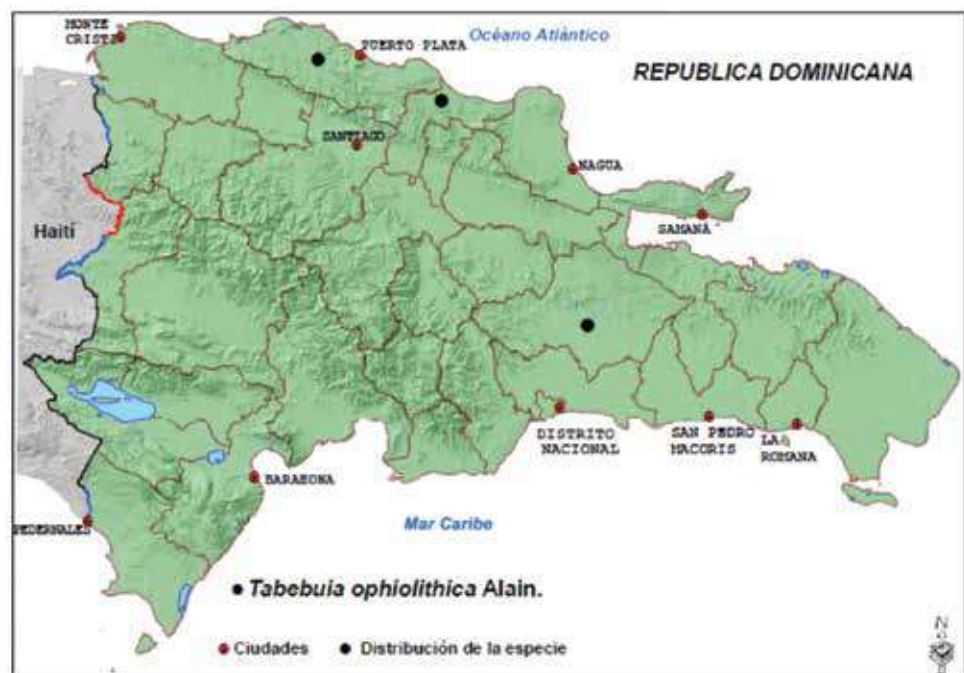 MONTE
CRISTI
PUERTO PLATA
Océano Atlántico
REPUBLICA DOMINICANA
SANTIAGO
NAGUA
SAMANÁ
Haití
DISTRITO
NACIONAL
SAN PEDRO
MACORIS
LA
ROMANA
BARAHONA
PEDERNALES
Mar Caribe
Tabebuia ophiolithica Alain.
Ciudades
Distribución de la especie
N